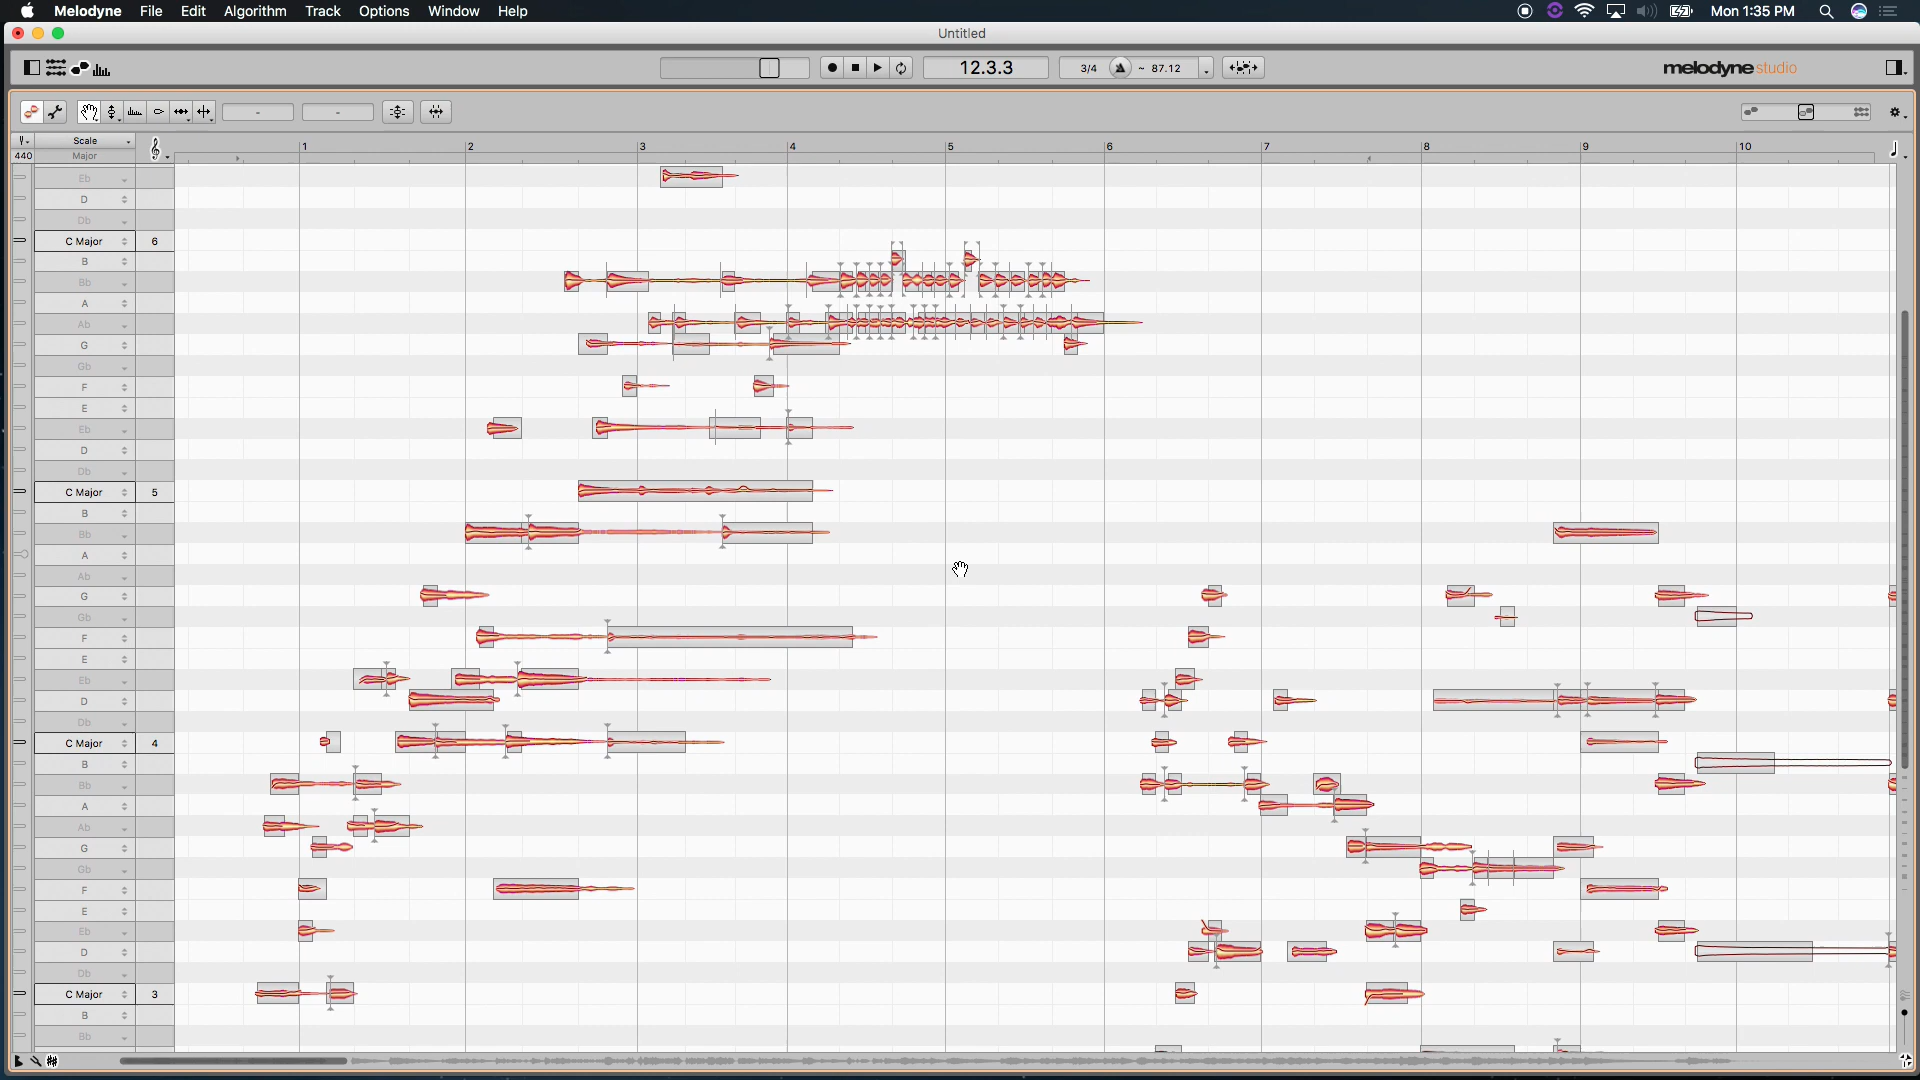 Melodyne File Edit Algorithm Track Options Window Help Mon 1:35 PM
Untitled
12.3.3 3/4 ~ 87.12 melodynestudio
- -
Scale 1 2 3 4 5 6 7 8 9 10
440 Major
Eb
D
Db
C Major 6
B
Bb
A
Ab
G
Gb
F
E
Eb
D
Db
C Major 5
B
Bb
A
Ab
G
Gb
F
E
Eb
D
Db
C Major 4
B
Bb
A
Ab
G
Gb
F
E
Eb
D
Db
C Major 3
B
Bb